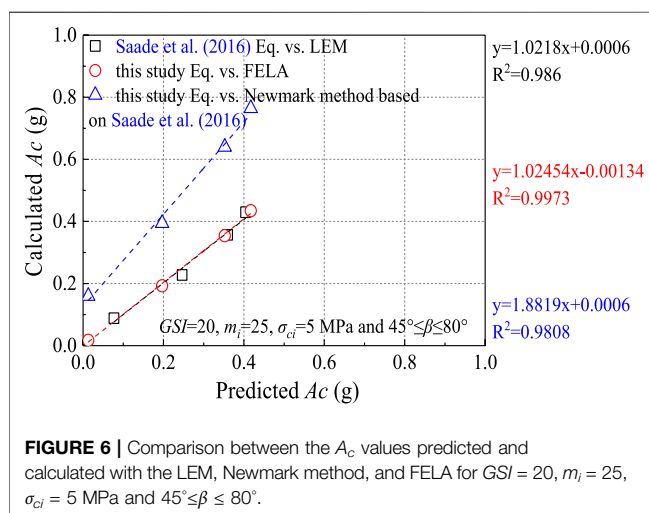 1.0
0.8
0.6
0.4
0.2
0.0
Calculated Ac (g)
Saade et al. (2016) Eq. vs. LEM
this study Eq. vs. FELA
this study Eq. vs. Newmark method based
on Saade et al. (2016)
GSI=20, mi=25, σci=5 MPa and 45°≤β≤80°
0.0 0.2 0.4 0.6 0.8 1.0
Predicted Ac (g)
y=1.0218x+0.0006
R²=0.986
y=1.02454x-0.00134
R²=0.9973
y=1.8819x+0.0006
R²=0.9808
FIGURE 6 | Comparison between the Ac values predicted and
calculated with the LEM, Newmark method, and FELA for GSI = 20, mi = 25,
σci = 5 MPa and 45°≤β ≤ 80°.